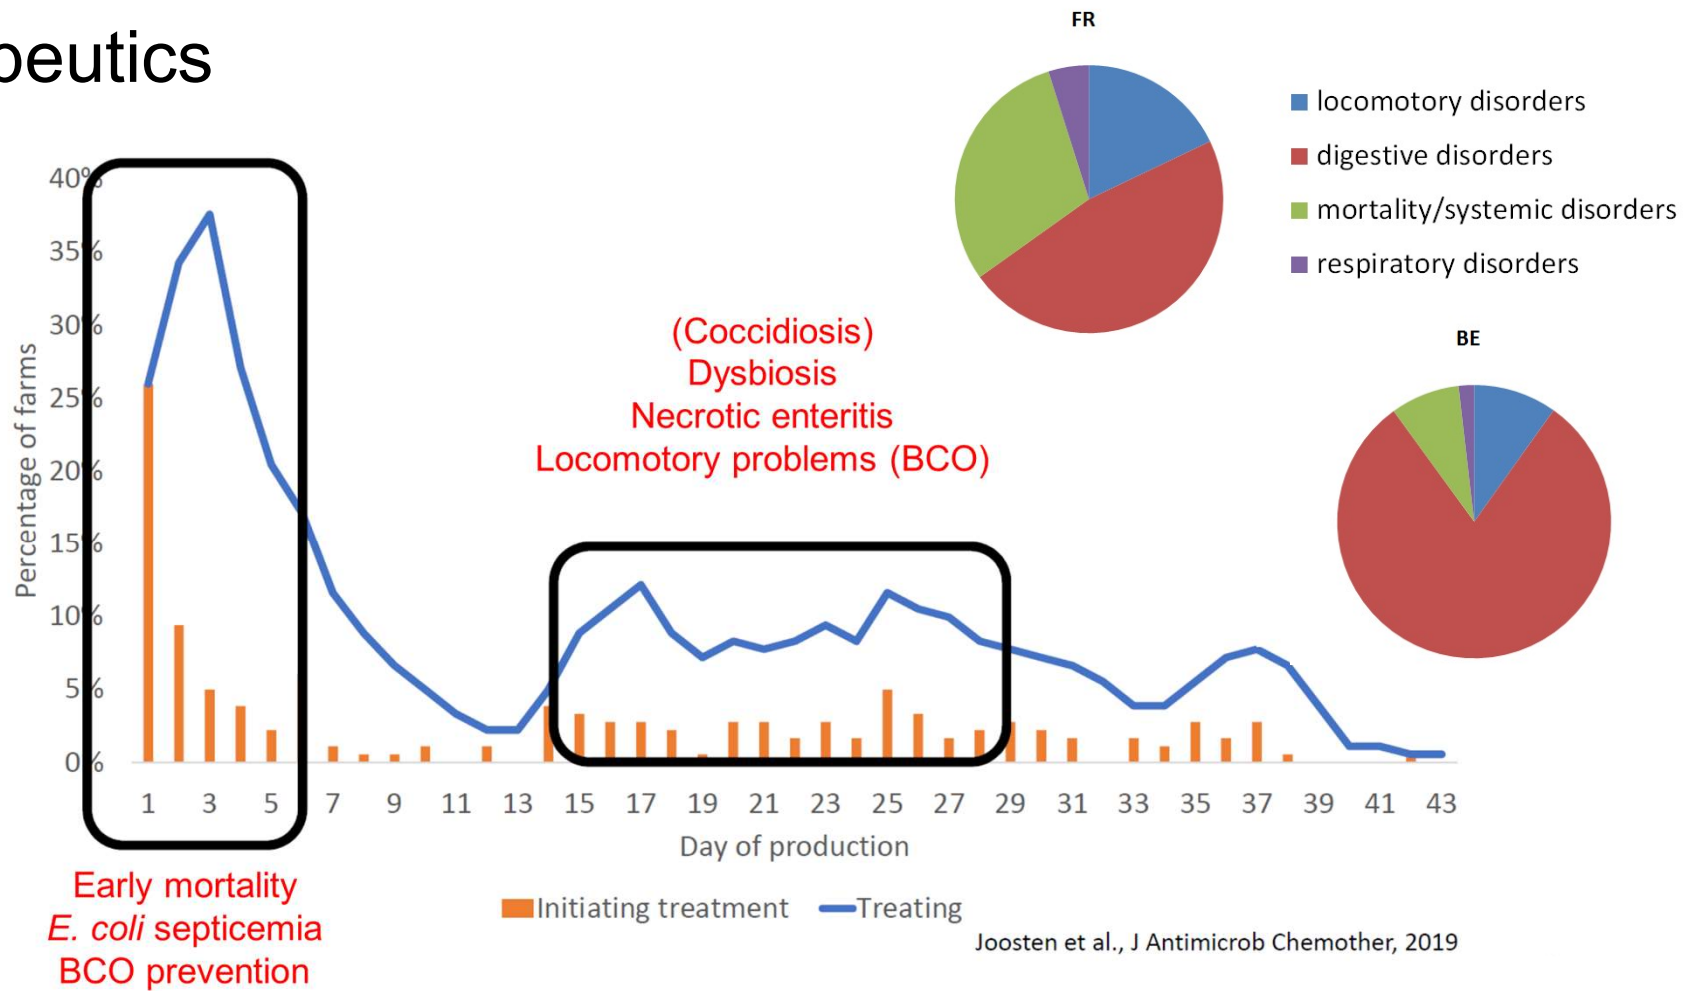 peutics
FR
locomotory disorders
digestive disorders
mortality/systemic disorders
respiratory disorders
BE
40%
35%
30%
25%
20%
15%
10%
5%
0%
Percentage of farms
(Coccidiosis)
Dysbiosis
Necrotic enteritis
Locomotory problems (BCO)
1 3 5 7 9 11 13 15 17 19 21 23 25 27 29 31 33 35 37 39 41 43
Day of production
Early mortality
E. coli septicemia
BCO prevention
Initiating treatment Treating
Joosten et al., J Antimicrob Chemother, 2019